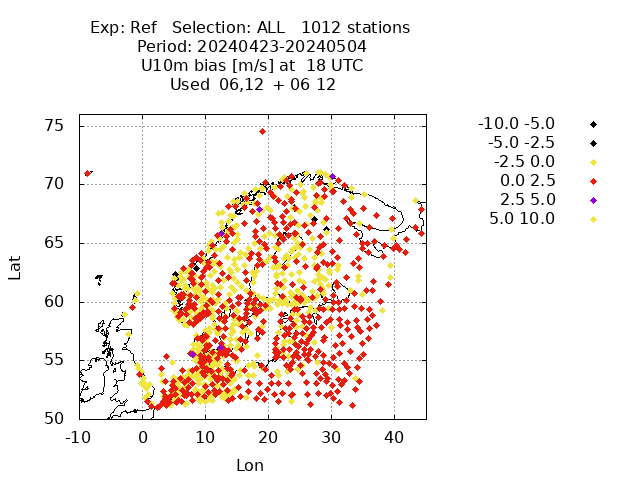 Exp: Ref   Selection: ALL   1012 stations
Period: 20240423-20240504
U10m bias [m/s] at  18 UTC
Used  06,12  + 06 12
-10.0 -5.0
-5.0 -2.5
-2.5 0.0
0.0 2.5
2.5 5.0
5.0 10.0
75
70
65
60
55
50
Lat
-10 0 10 20 30 40
Lon